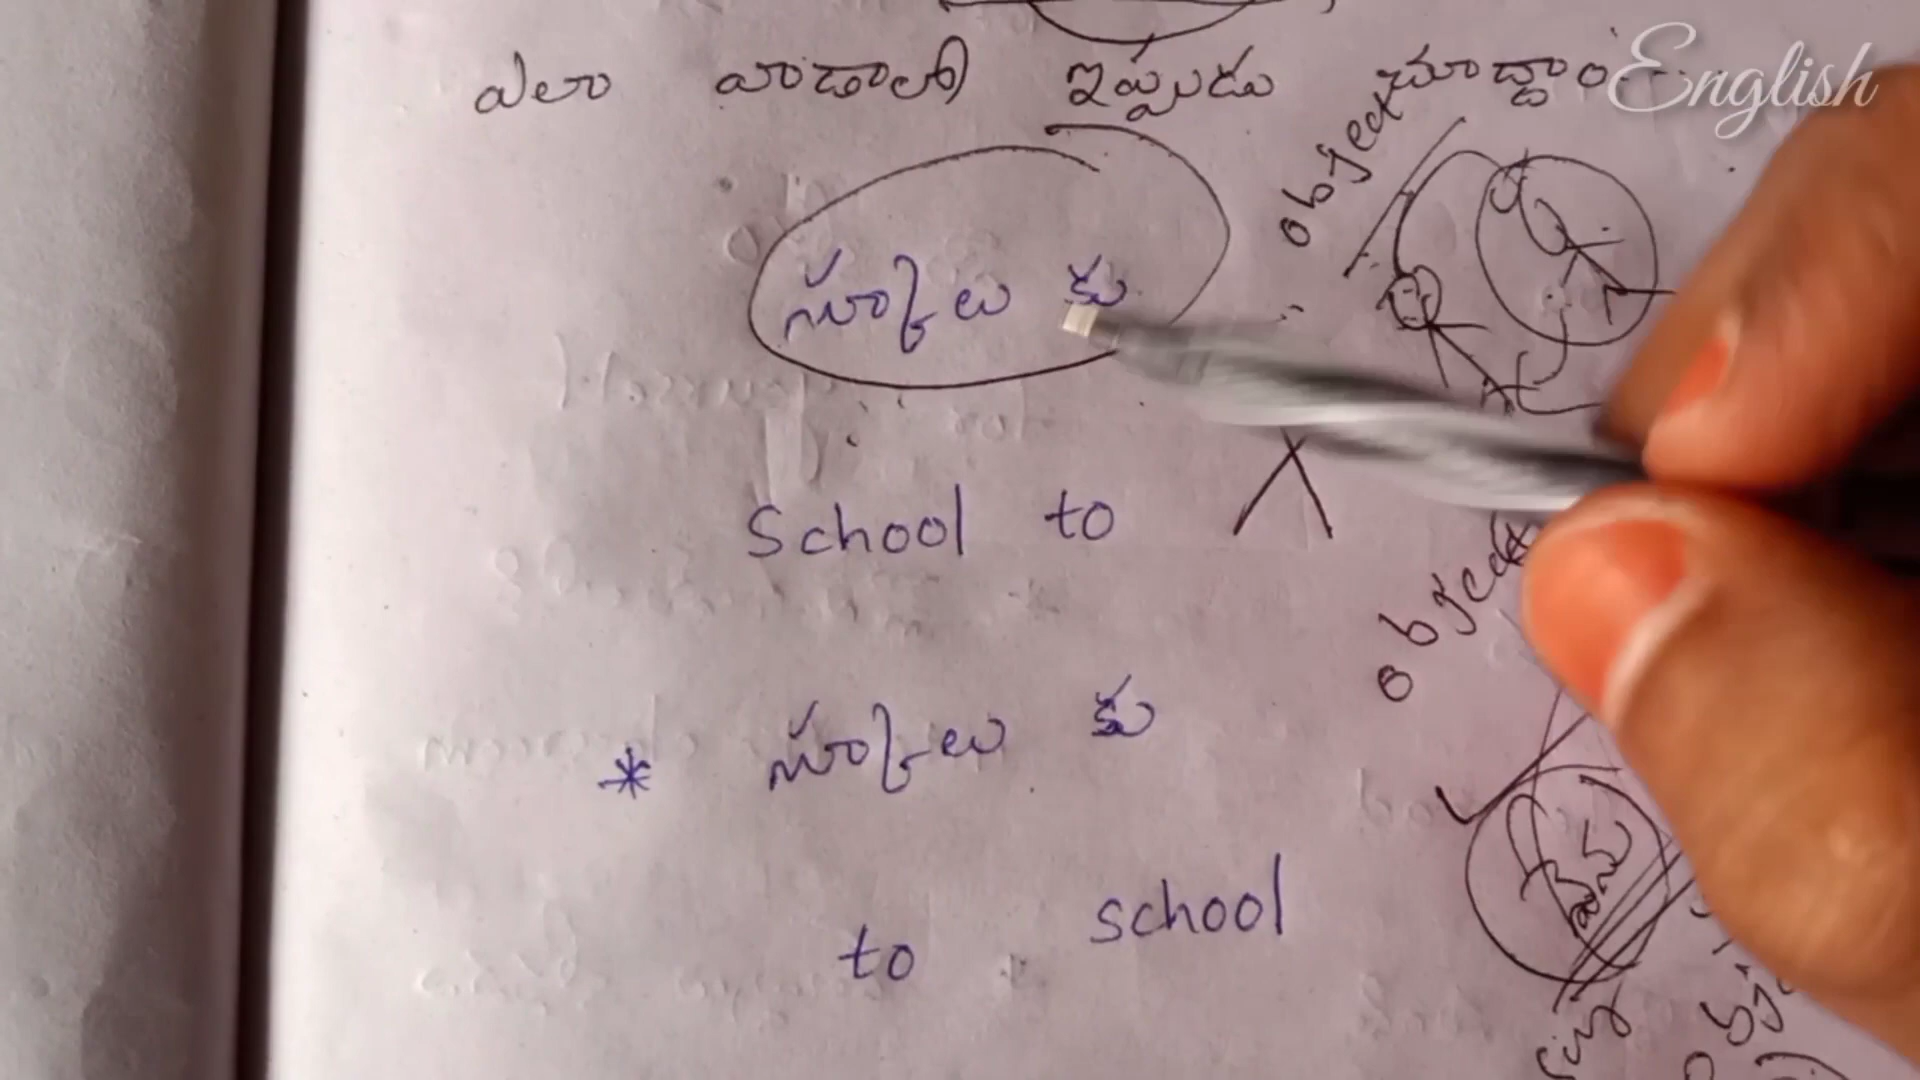 ఎలా వాడాలో ఇప్పుడు చూద్దాం
English
object
స్కూలు కు
School to X
object
* స్కూలు కు
to school